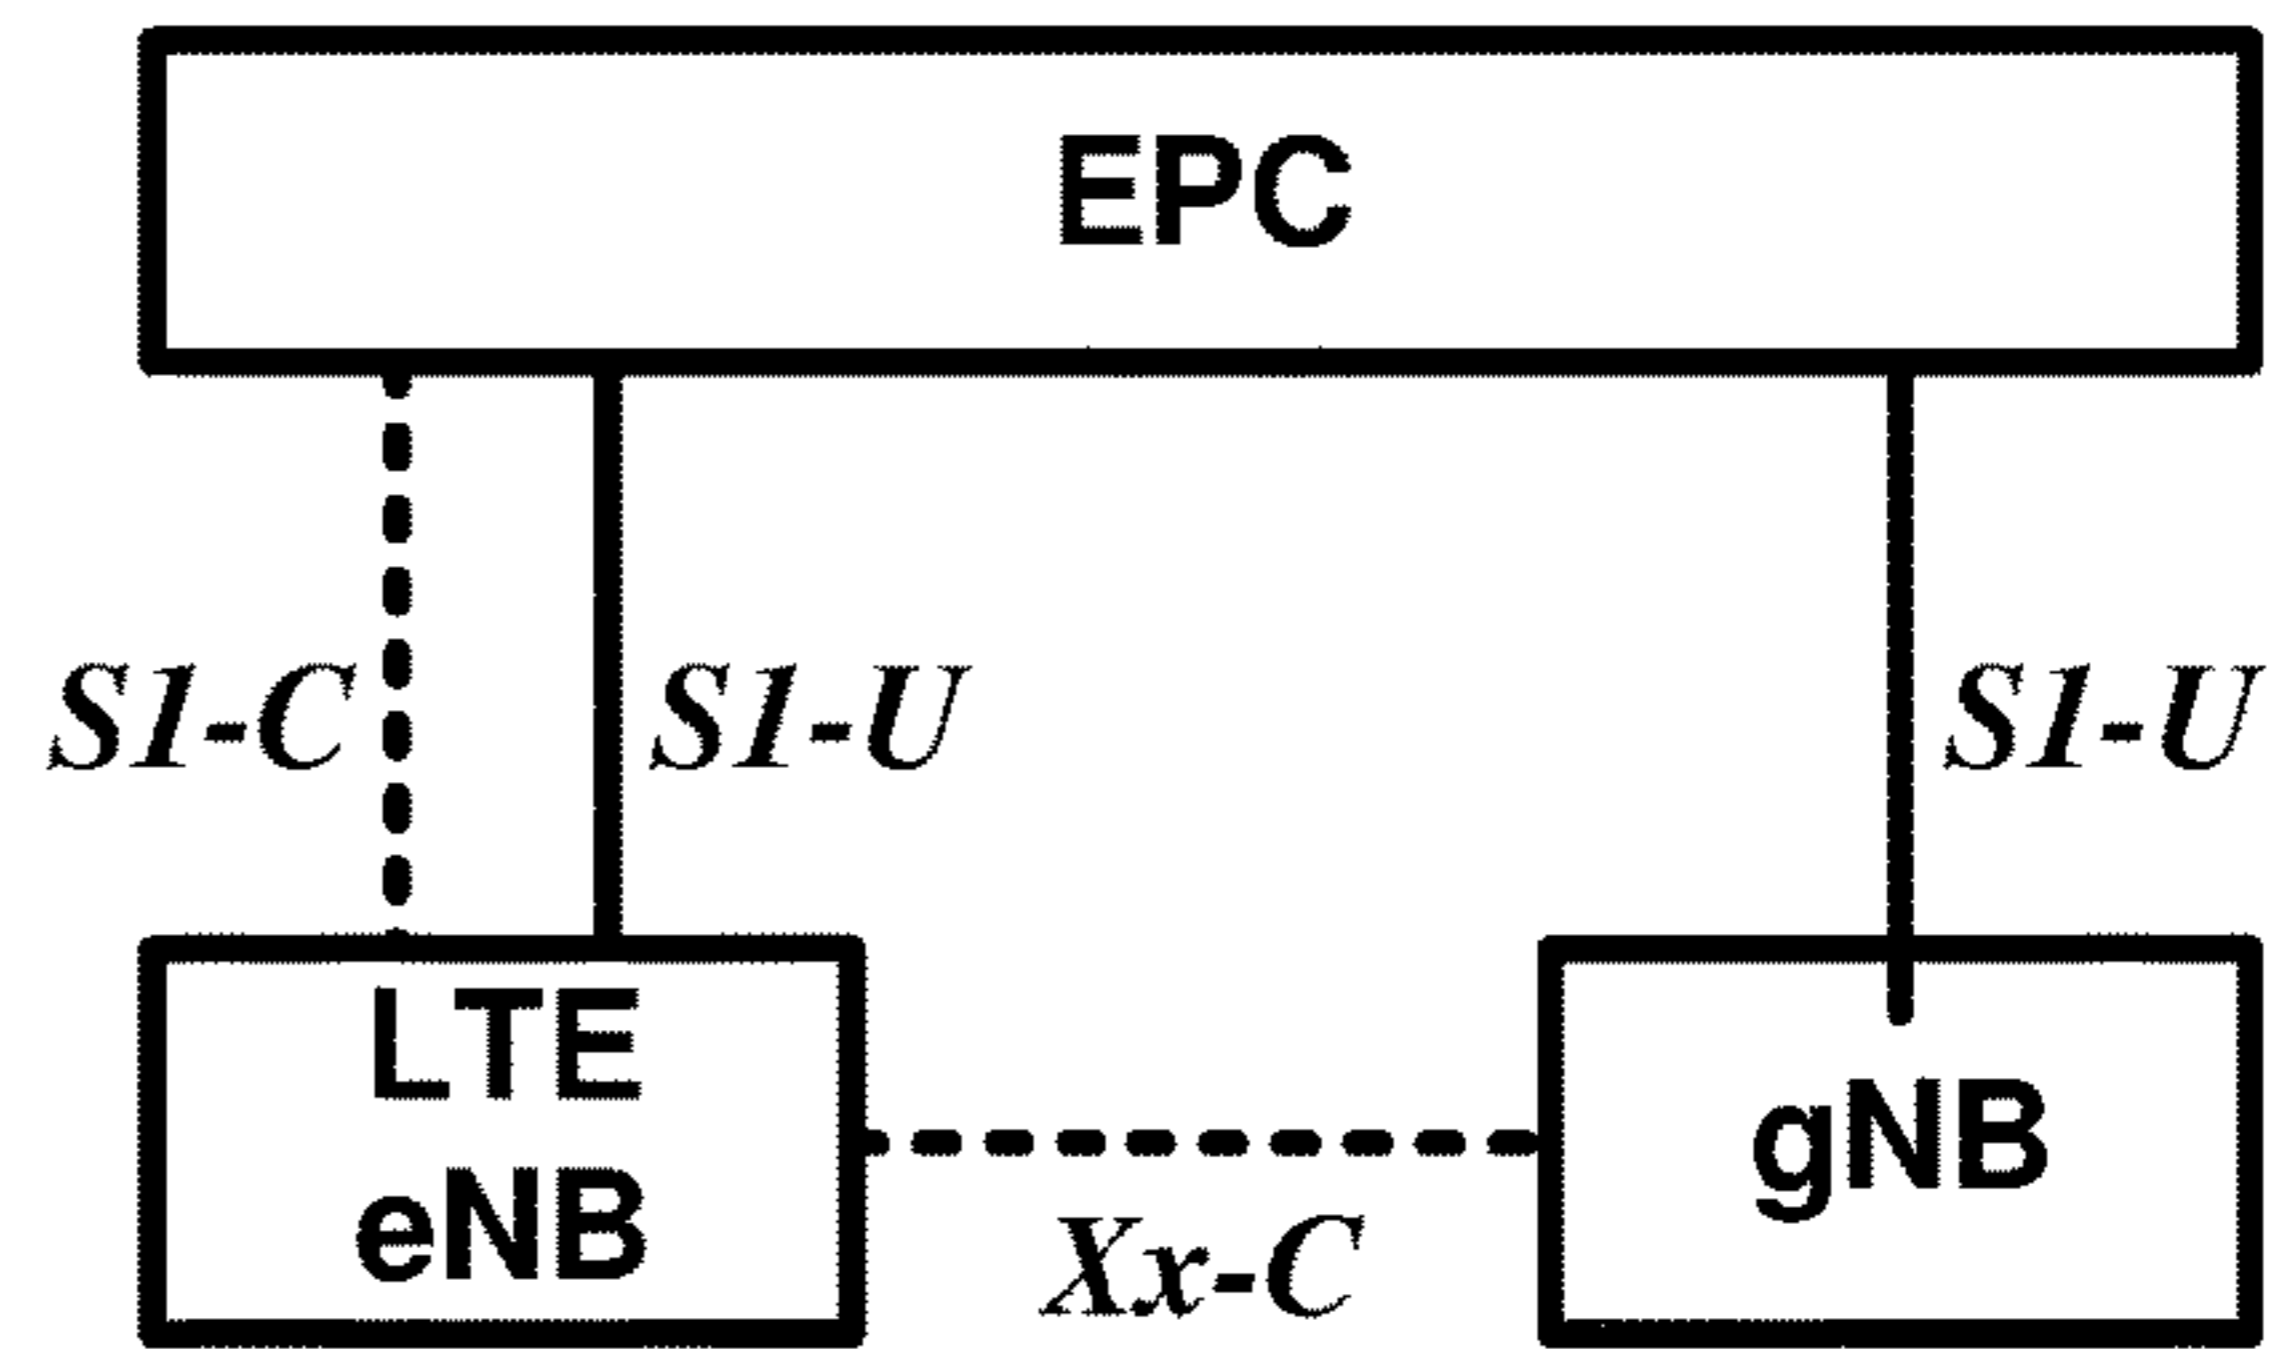 EPC
S1-C
S1-U
S1-U
LTE
eNB
gNB
Xx-C